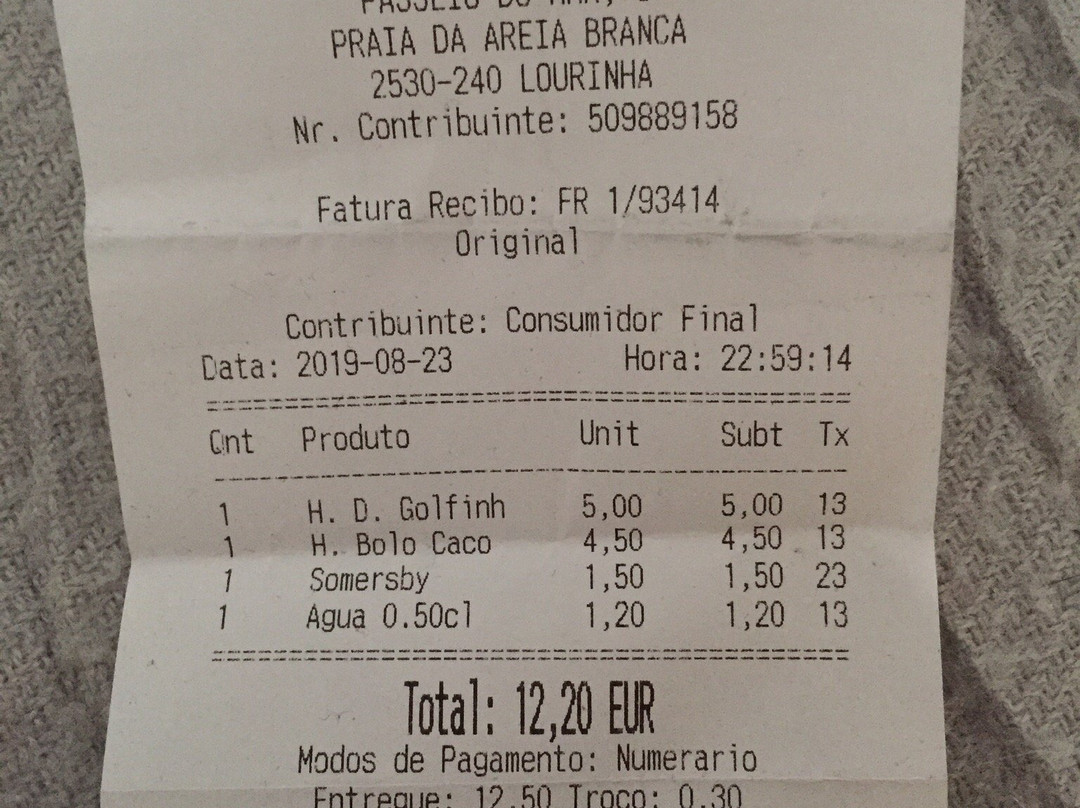 PASSEIO DO MAR,
PRAIA DA AREIA BRANCA
2530-240 LOURINHA
Nr. Contribuinte: 509889158
Fatura Recibo: FR 1/93414
Original
Contribuinte: Consumidor Final
Data: 2019-08-23 Hora: 22:59:14
Qnt Produto Unit Subt Tx
1 H. D. Golfinh 5,00 5,00 13
1 H. Bolo Caco 4,50 4,50 13
1 Somersby 1,50 1,50 23
1 Agua 0.50cl 1,20 1,20 13
Total: 12,20 EUR
Modos de Pagamento: Numerario
Entregue: 12.50 Troco: 0.30